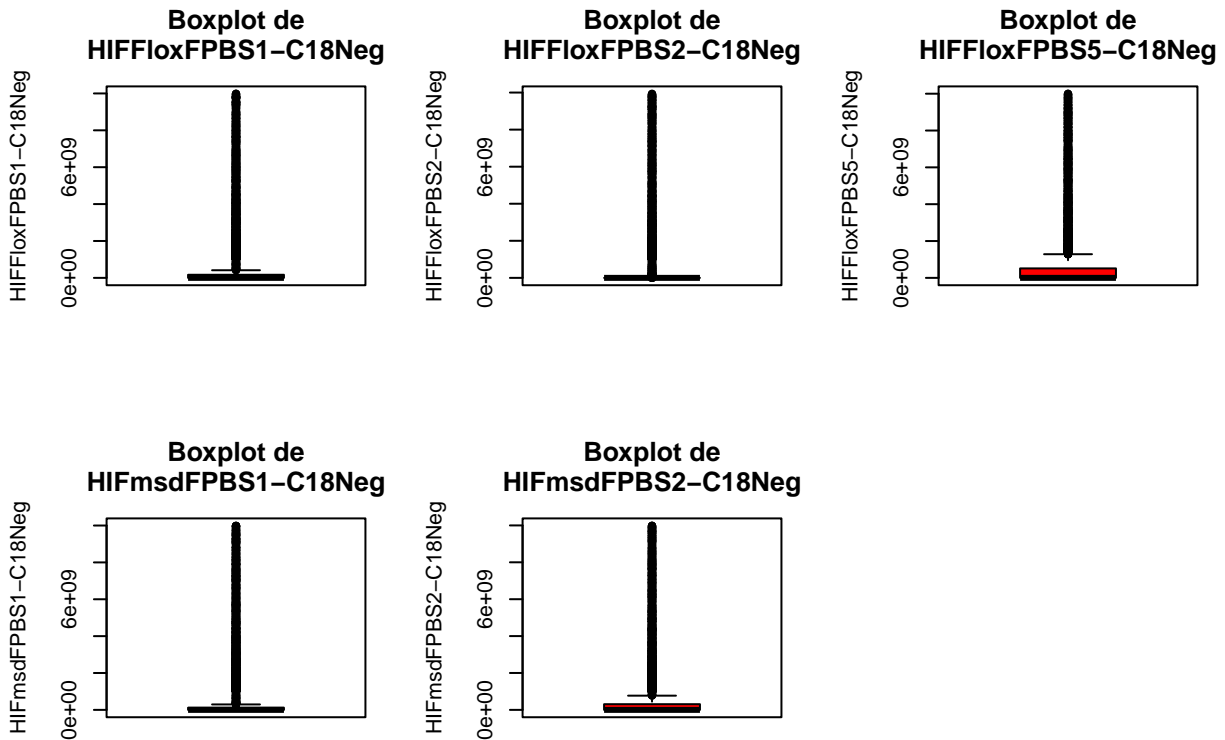 Boxplot de
HIFFloxFPBS1−C18Neg
HIFFloxFPBS1−C18Neg
0e+00
6e+09
Boxplot de
HIFFloxFPBS2−C18Neg
HIFFloxFPBS2−C18Neg
0e+00
6e+09
Boxplot de
HIFFloxFPBS5−C18Neg
HIFFloxFPBS5−C18Neg
0e+00
6e+09
Boxplot de
HIFmsdFPBS1−C18Neg
HIFmsdFPBS1−C18Neg
0e+00
6e+09
Boxplot de
HIFmsdFPBS2−C18Neg
HIFmsdFPBS2−C18Neg
0e+00
6e+09